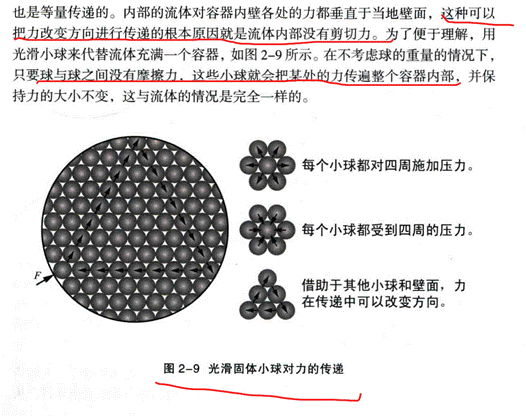 也是等量传递的。内部的流体对容器内壁各处的力都垂直于当地壁面，这种可以
把力改变方向进行传递的根本原因就是流体内部没有剪切力。为了便于理解，用
光滑小球来代替流体充满一个容器，如图2-9所示。在不考虑球的重量的情况下，
只要球与球之间没有摩擦力，这些小球就会把某处的力传遍整个容器内部，并保
持力的大小不变，这与流体的情况是完全一样的。
每个小球都对四周施加压力。
每个小球都受到四周的压力。
F
借助于其他小球和壁面，力
在传递中可以改变方向。
图2-9 光滑固体小球对力的传递